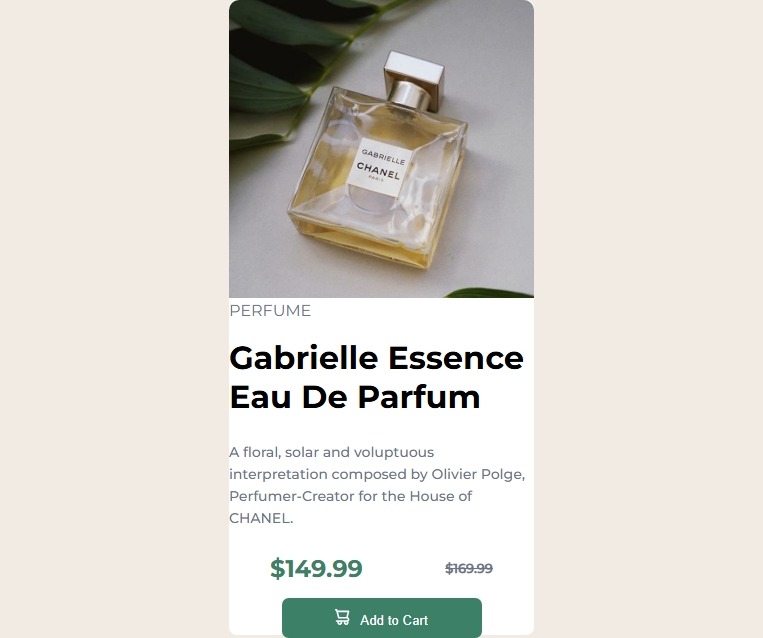 GABRIELLE
CHANEL
PARIS
PERFUME
Gabrielle Essence
Eau De Parfum
A floral, solar and voluptuous
interpretation composed by Olivier Polge,
Perfumer-Creator for the House of
CHANEL.
$149.99 $169.99
Add to Cart